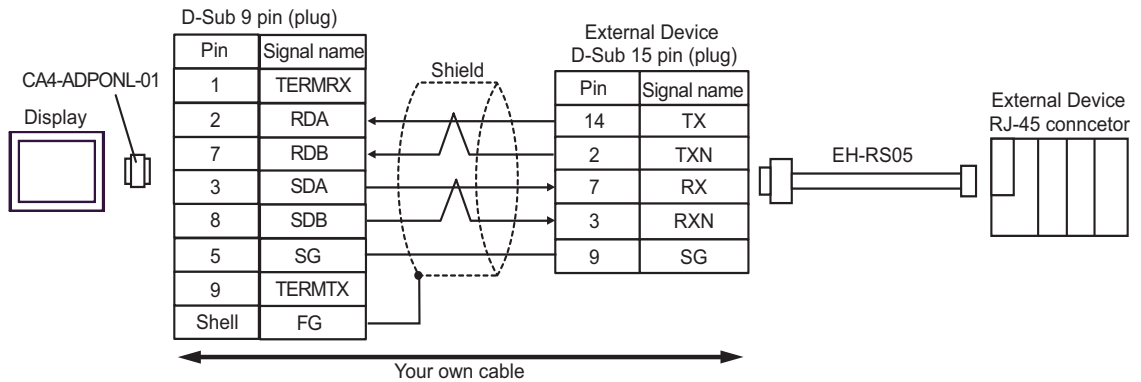 D-Sub 9 pin (plug)
Pin Signal name
1 TERMRX
2 RDA
7 RDB
3 SDA
8 SDB
5 SG
9 TERMTX
Shell FG
CA4-ADPONL-01
Display
Shield
External Device
D-Sub 15 pin (plug)
Pin Signal name
14 TX
2 TXN
7 RX
3 RXN
9 SG
EH-RS05
External Device
RJ-45 conncetor
Your own cable